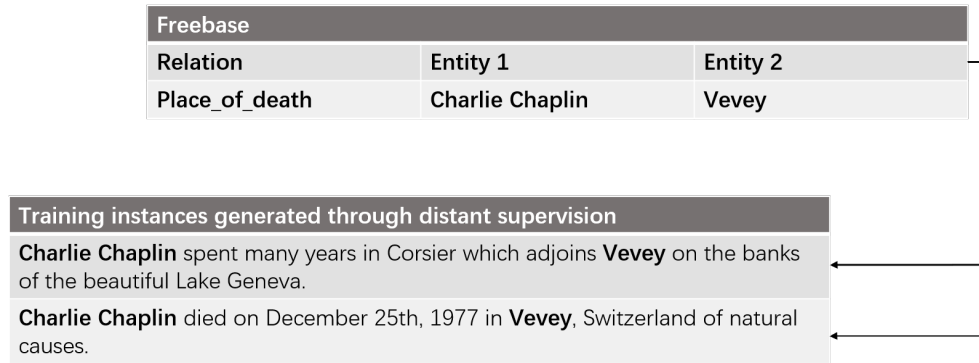 Freebase
Relation Entity 1 Entity 2
Place_of_death Charlie Chaplin Vevey
Training instances generated through distant supervision
Charlie Chaplin spent many years in Corsier which adjoins Vevey on the banks
of the beautiful Lake Geneva.
Charlie Chaplin died on December 25th, 1977 in Vevey, Switzerland of natural
causes.